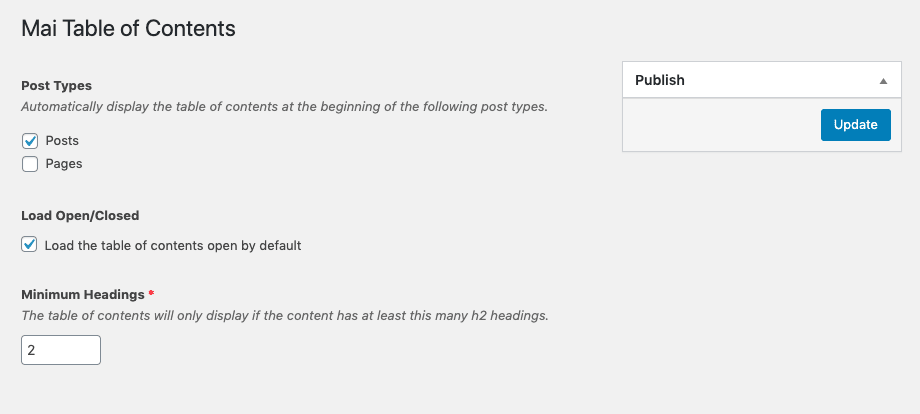 Mai Table of Contents
Post Types
Automatically display the table of contents at the beginning of the following post types.
Posts
Pages
Load Open/Closed
Load the table of contents open by default
Minimum Headings *
The table of contents will only display if the content has at least this many h2 headings.
2
Publish
Update